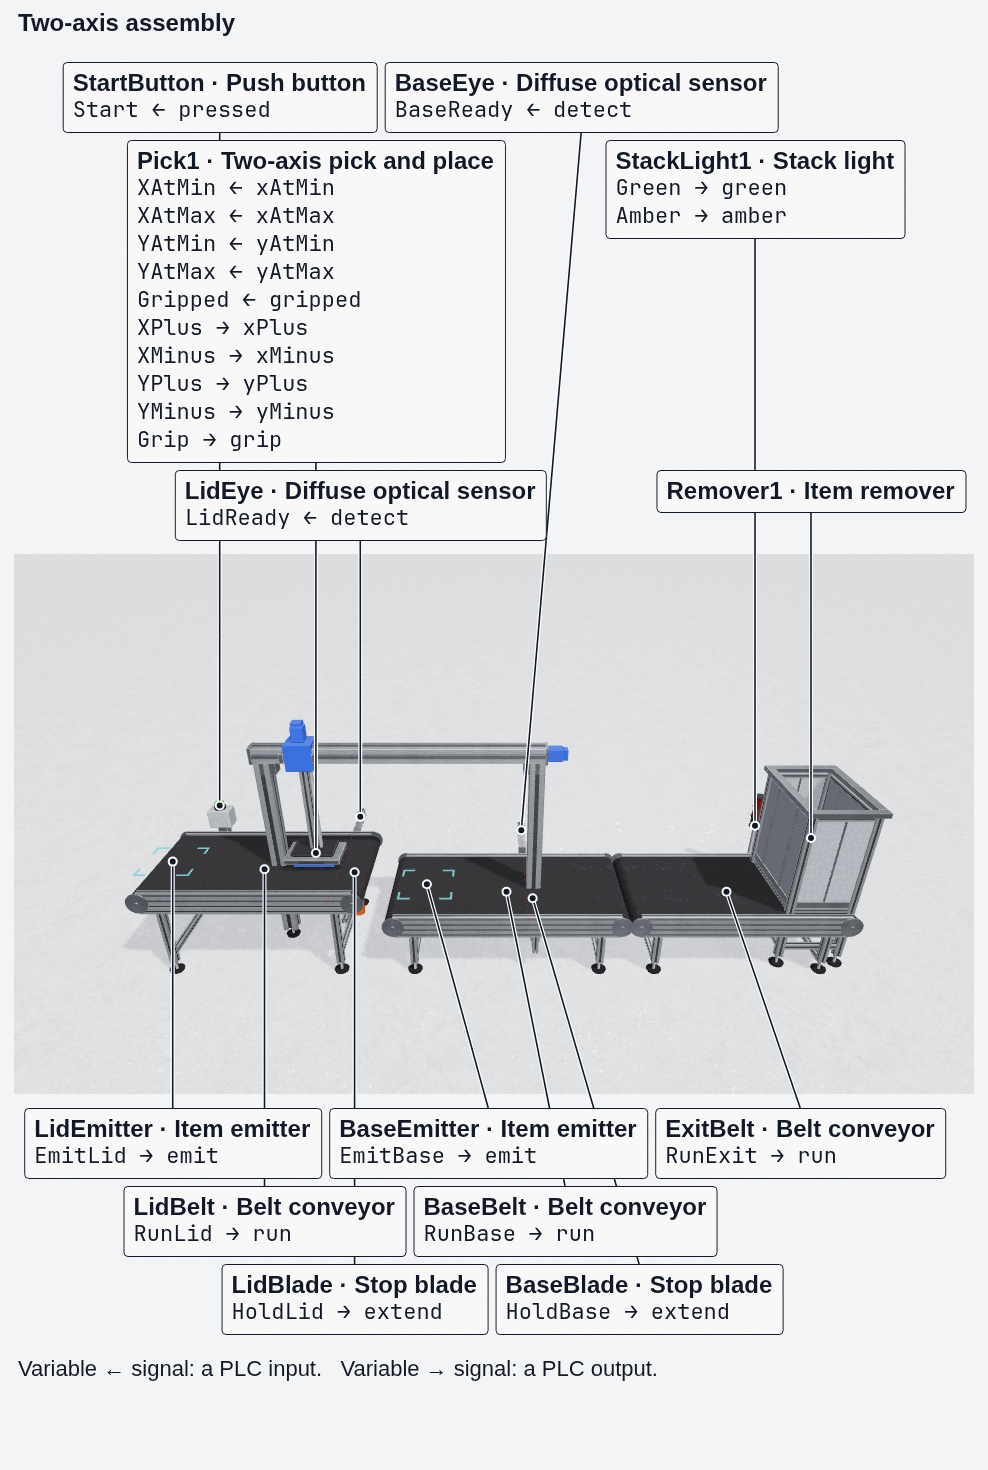 Two-axis assembly
StartButton · Push button
Start ← pressed
BaseEye · Diffuse optical sensor
BaseReady ← detect
Pick1 · Two-axis pick and place
XAtMin ← xAtMin
XAtMax ← xAtMax
YAtMin ← yAtMin
YAtMax ← yAtMax
Gripped ← gripped
XPlus → xPlus
XMinus → xMinus
YPlus → yPlus
YMinus → yMinus
Grip → grip
StackLight1 · Stack light
Green → green
Amber → amber
LidEye · Diffuse optical sensor
LidReady ← detect
Remover1 · Item remover
LidEmitter · Item emitter
EmitLid → emit
BaseEmitter · Item emitter
EmitBase → emit
ExitBelt · Belt conveyor
RunExit → run
LidBelt · Belt conveyor
RunLid → run
BaseBelt · Belt conveyor
RunBase → run
LidBlade · Stop blade
HoldLid → extend
BaseBlade · Stop blade
HoldBase → extend
Variable ← signal: a PLC input. Variable → signal: a PLC output.